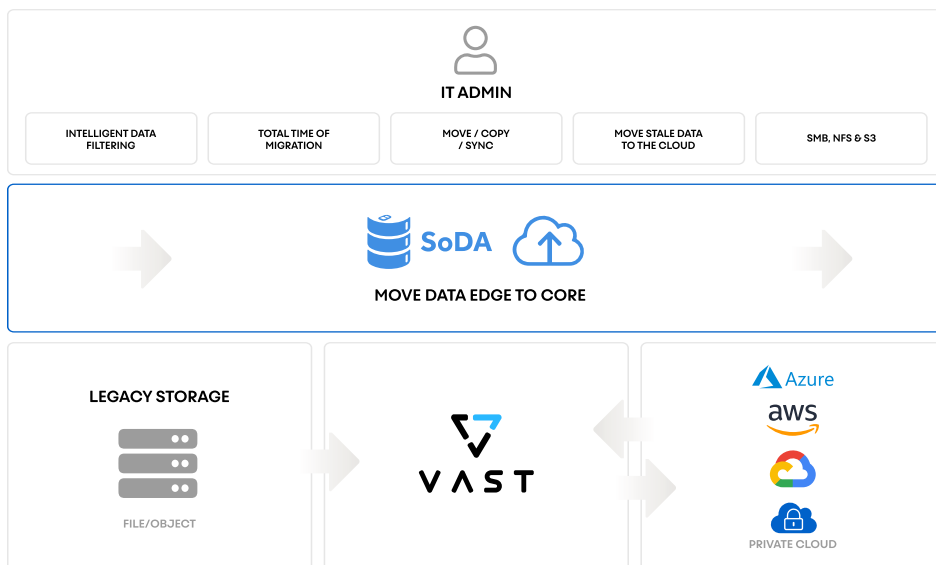 IT ADMIN
INTELLIGENT DATA
FILTERING
TOTAL TIME OF
MIGRATION
MOVE / COPY
/ SYNC
MOVE STALE DATA
TO THE CLOUD
SMB, NFS & S3
SoDA
MOVE DATA EDGE TO CORE
LEGACY STORAGE
FILE/OBJECT
VAST
Azure
aws
PRIVATE CLOUD